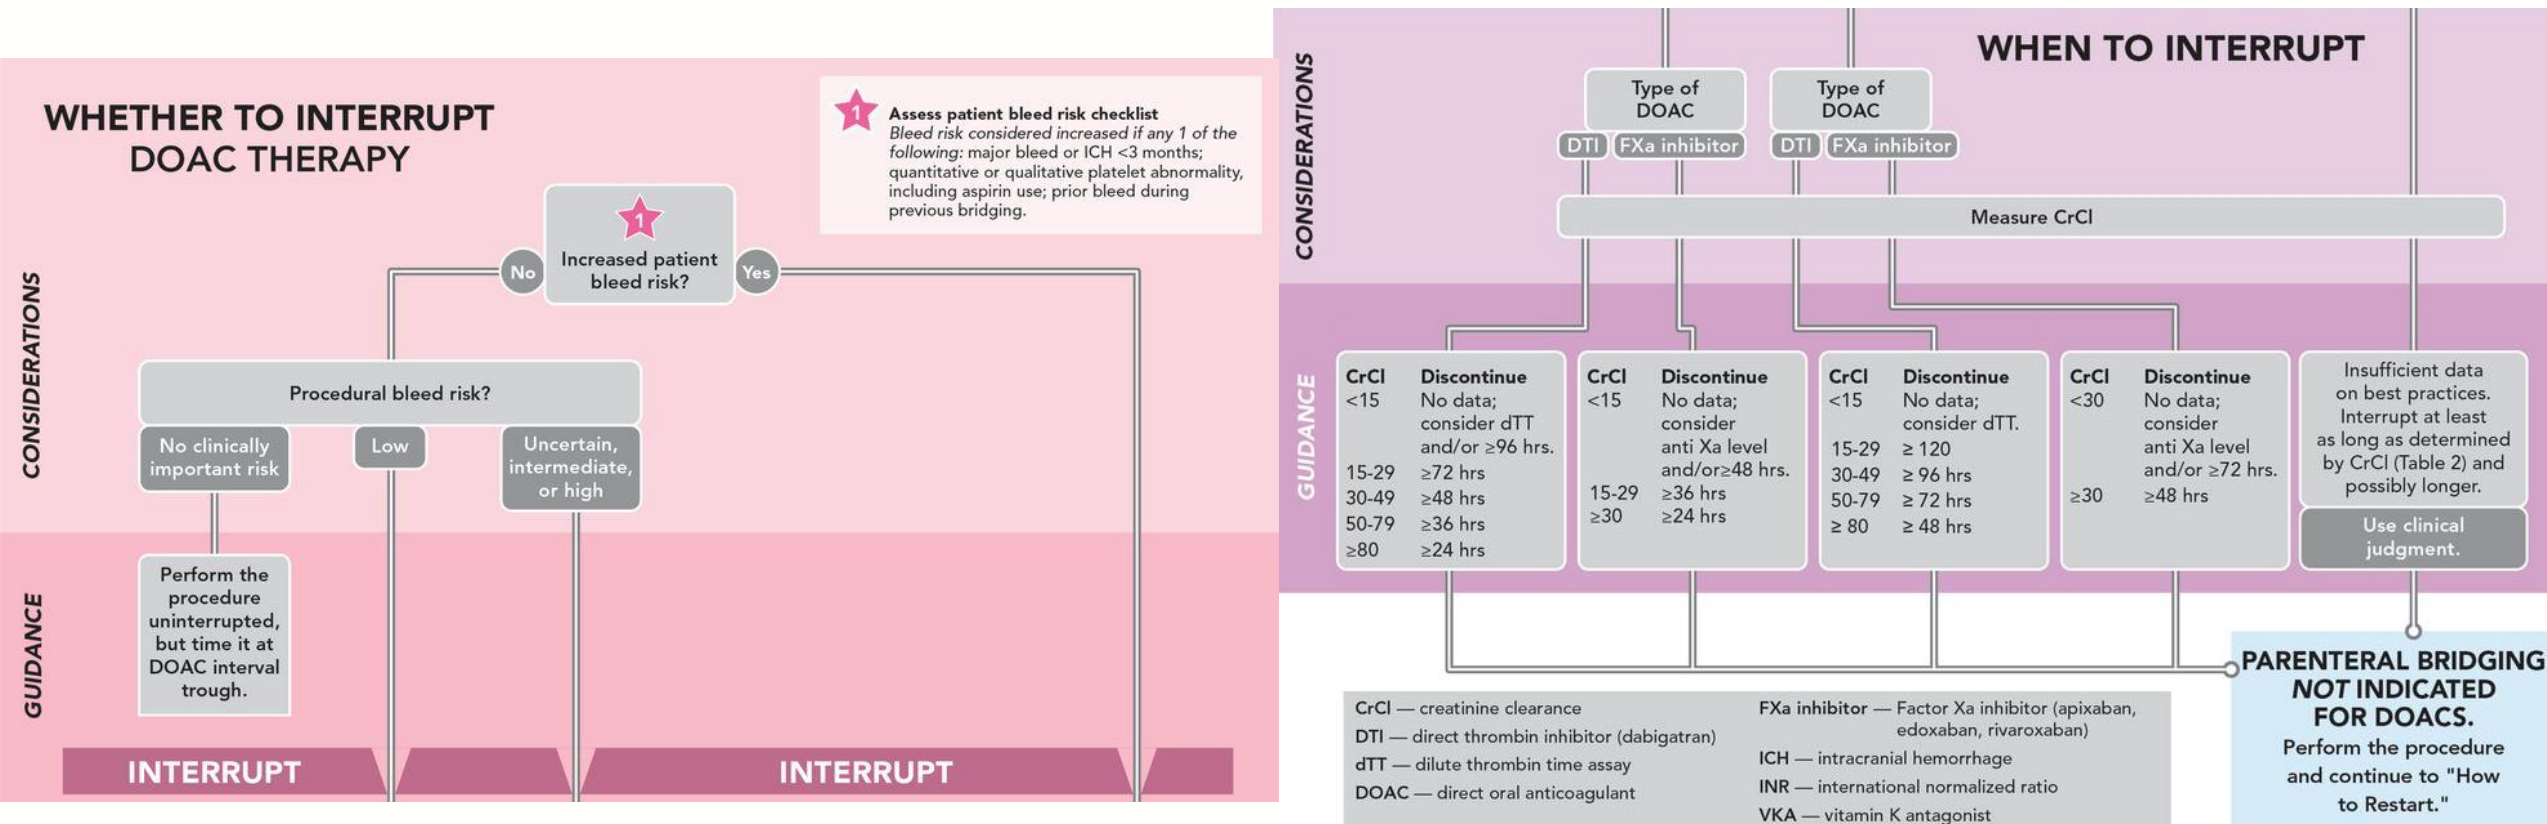 WHETHER TO INTERRUPT
DOAC THERAPY
1
Assess patient bleed risk checklist
Bleed risk considered increased if any 1 of the
following: major bleed or ICH <3 months;
quantitative or qualitative platelet abnormality,
including aspirin use; prior bleed during
previous bridging.
CONSIDERATIONS
1
Increased patient
bleed risk?
No
Yes
Procedural bleed risk?
No clinically
important risk
Low
Uncertain,
intermediate,
or high
GUIDANCE
Perform the
procedure
uninterrupted,
but time it at
DOAC interval
trough.
INTERRUPT
INTERRUPT
WHEN TO INTERRUPT
CONSIDERATIONS
Type of
DOAC
DTI
FXa inhibitor
Type of
DOAC
DTI
FXa inhibitor
Measure CrCl
GUIDANCE
CrCl Discontinue
<15 No data;
consider dTT
and/or ≥96 hrs.
15-29 ≥72 hrs
30-49 ≥48 hrs
50-79 ≥36 hrs
≥80 ≥24 hrs
CrCl Discontinue
<15 No data;
consider
anti Xa level
and/or≥48 hrs.
15-29 ≥36 hrs
≥30 ≥24 hrs
CrCl Discontinue
<15 No data;
consider dTT.
15-29 ≥ 120
30-49 ≥ 96 hrs
50-79 ≥ 72 hrs
≥ 80 ≥ 48 hrs
CrCl Discontinue
<30 No data;
consider
anti Xa level
and/or ≥72 hrs.
≥30 ≥48 hrs
Insufficient data
on best practices.
Interrupt at least
as long as determined
by CrCl (Table 2) and
possibly longer.
Use clinical
judgment.
PARENTERAL BRIDGING
NOT INDICATED
FOR DOACS.
Perform the procedure
and continue to "How
to Restart."
CrCl — creatinine clearance
DTI — direct thrombin inhibitor (dabigatran)
dTT — dilute thrombin time assay
DOAC — direct oral anticoagulant
FXa inhibitor — Factor Xa inhibitor (apixaban,
edoxaban, rivaroxaban)
ICH — intracranial hemorrhage
INR — international normalized ratio
VKA — vitamin K antagonist